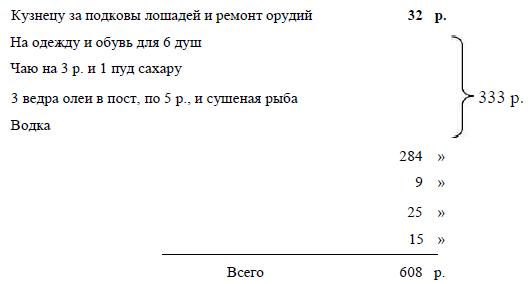 Кузнецу за подковы лошадей и ремонт орудий 32 р.
На одежду и обувь для 6 душ
Чаю на 3 р. и 1 пуд сахару
3 ведра олеи в пост, по 5 р., и сушеная рыба
Водка
333 р.
284 »
9 »
25 »
15 »
Всего 608 р.